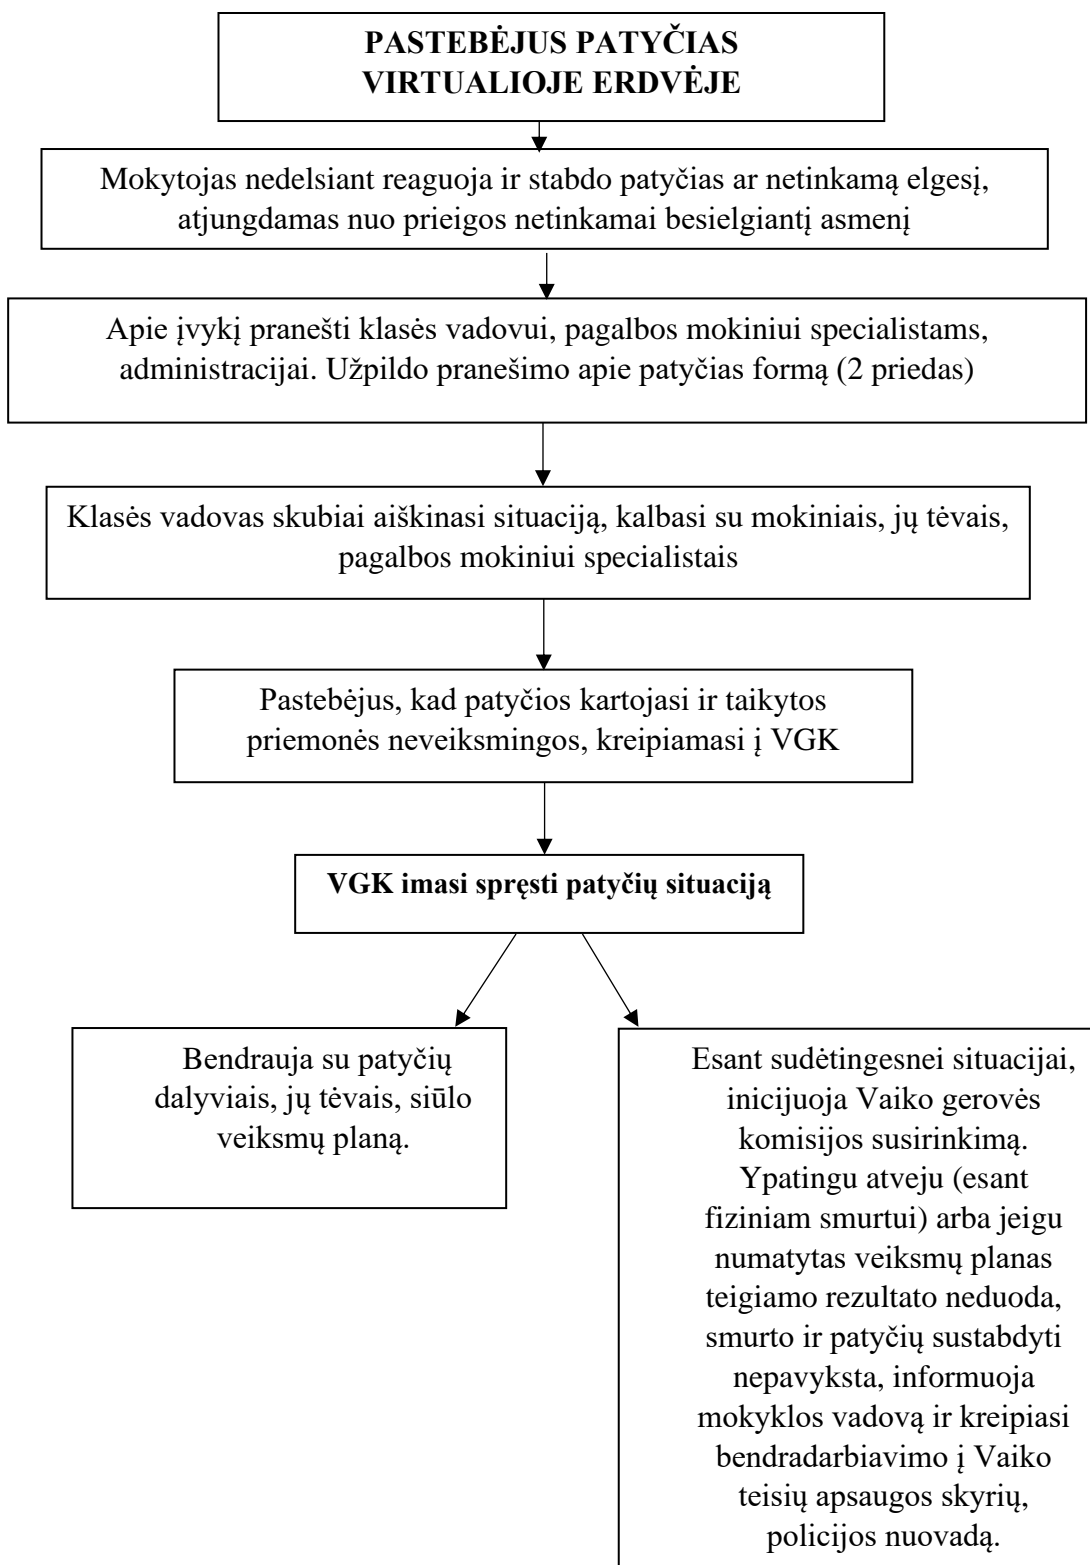 PASTEBĖJUS PATYČIAS
VIRTUALIOJE ERDVĖJE
Mokytojas nedelsiant reaguoja ir stabdo patyčias ar netinkamą elgesį,
atjungdamas nuo prieigos netinkamai besielgiantį asmenį
Apie įvykį pranešti klasės vadovui, pagalbos mokiniui specialistams,
administracijai. Užpildo pranešimo apie patyčias formą (2 priedas)
Klasės vadovas skubiai aiškinasi situaciją, kalbasi su mokiniais, jų tėvais,
pagalbos mokiniui specialistais
Pastebėjus, kad patyčios kartojasi ir taikytos
priemonės neveiksmingos, kreipiamasi į VGK
VGK imasi spręsti patyčių situaciją
Bendrauja su patyčių
dalyviais, jų tėvais, siūlo
veiksmų planą.
Esant sudėtingesnei situacijai,
inicijuoja Vaiko gerovės
komisijos susirinkimą.
Ypatingu atveju (esant
fiziniam smurtui) arba jeigu
numatytas veiksmų planas
teigiamo rezultato neduoda,
smurto ir patyčių sustabdyti
nepavyksta, informuoja
mokyklos vadovą ir kreipiasi
bendradarbiavimo į Vaiko
teisių apsaugos skyrių,
policijos nuovadą.